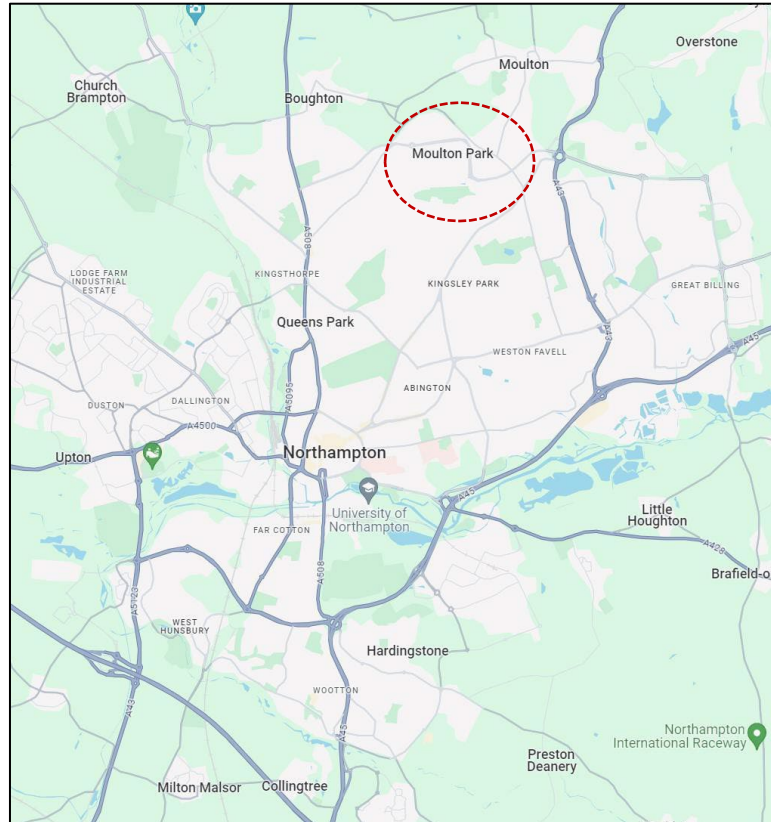 Overstone
Moulton
Church
Brampton
Boughton
Moulton Park
A43
A508
LODGE FARM
INDUSTRIAL
ESTATE
KINGSTHORPE
KINGSLEY PARK
GREAT BILLING
Queens Park
A43
A45
WESTON FAVELL
DUSTON
DALLINGTON
A5095
ABINGTON
A4500
Upton
Northampton
A45
University of
Northampton
Little
Houghton
FAR COTTON
A508
A428
Brafield-o
A5123
WEST
HUNSBURY
Hardingstone
WOOTTON
A43
A45
Northampton
International Raceway
Preston
Deanery
Milton Malsor
Collingtree